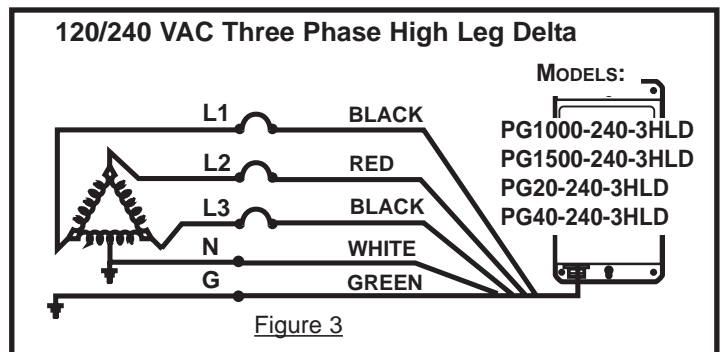 120/240 VAC Three Phase High Leg Delta
MODELS:
L1 BLACK
PG1000-240-3HLD
L2 RED
PG1500-240-3HLD
PG20-240-3HLD
L3 BLACK
PG40-240-3HLD
N WHITE
G GREEN
Figure 3